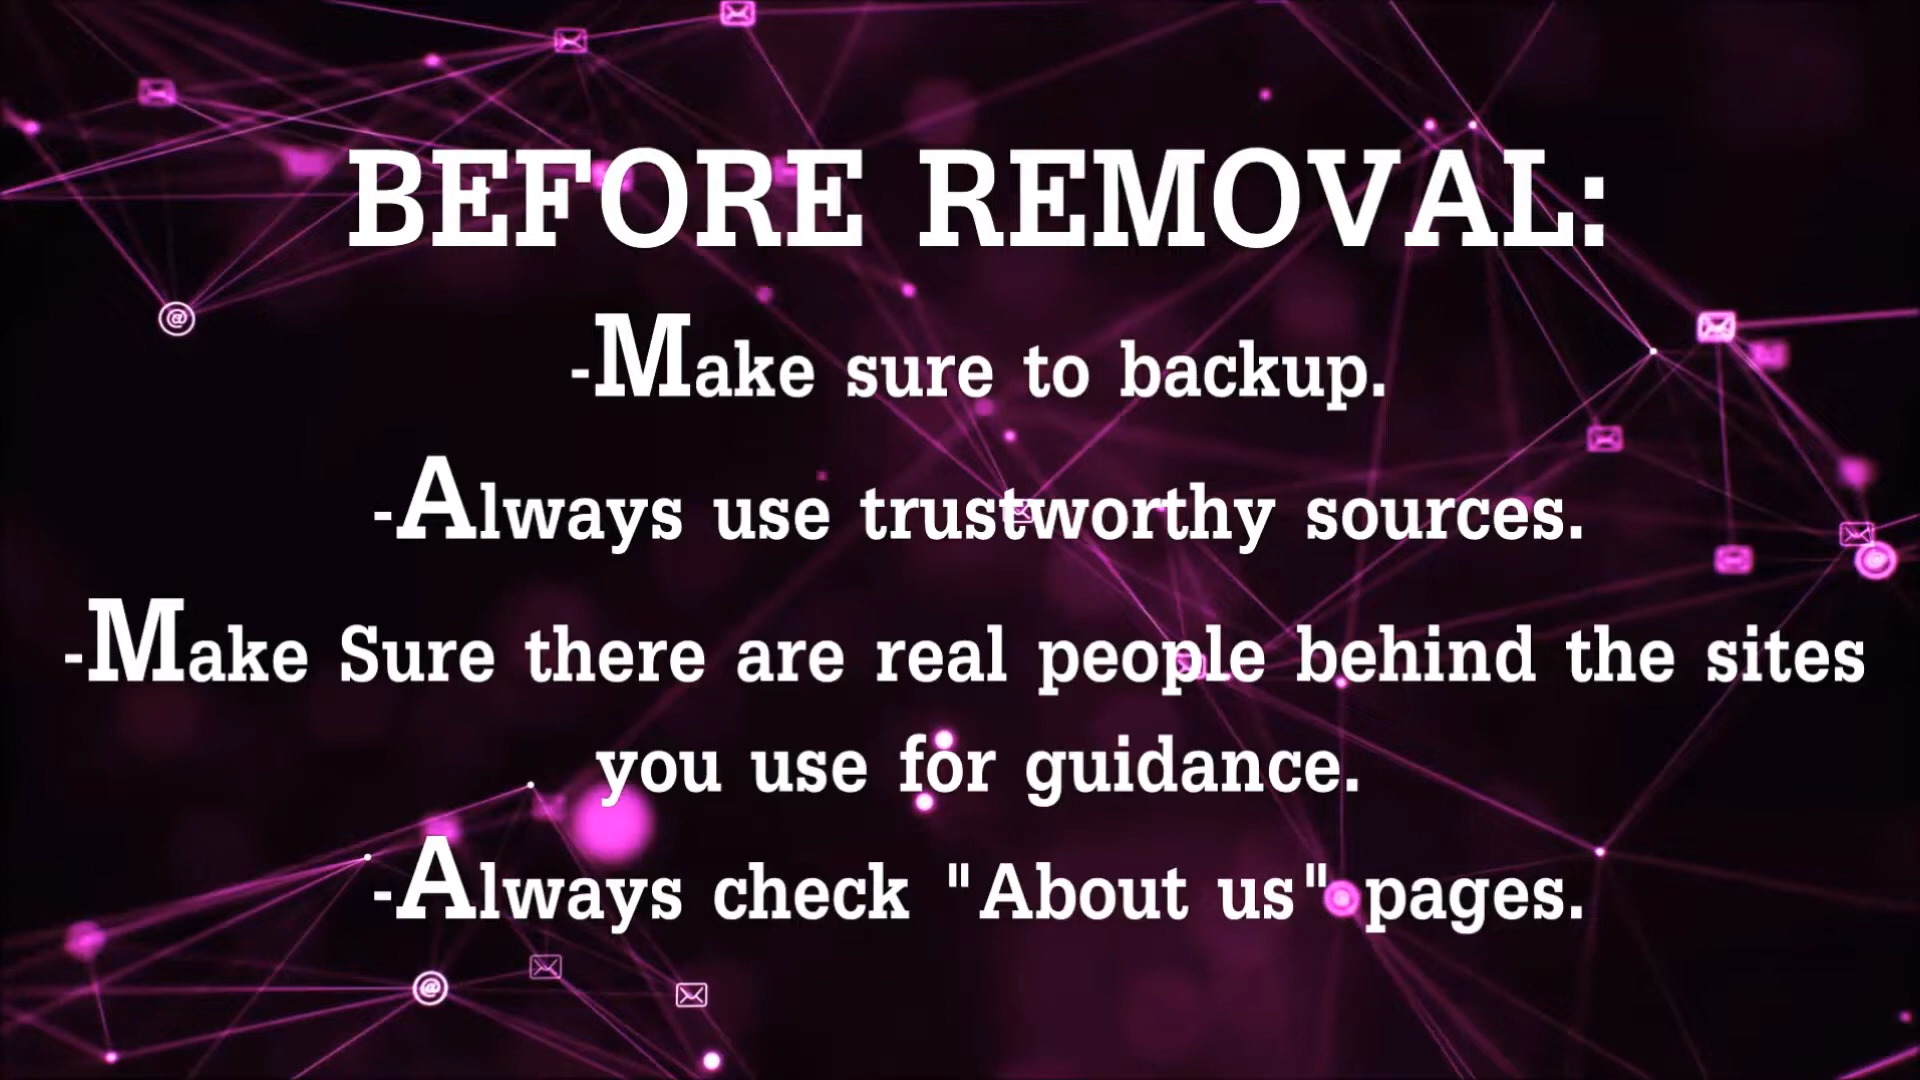 BEFORE REMOVAL:
-Make sure to backup.
-Always use trustworthy sources.
-Make Sure there are real people behind the sites
you use for guidance.
-Always check "About us" pages.